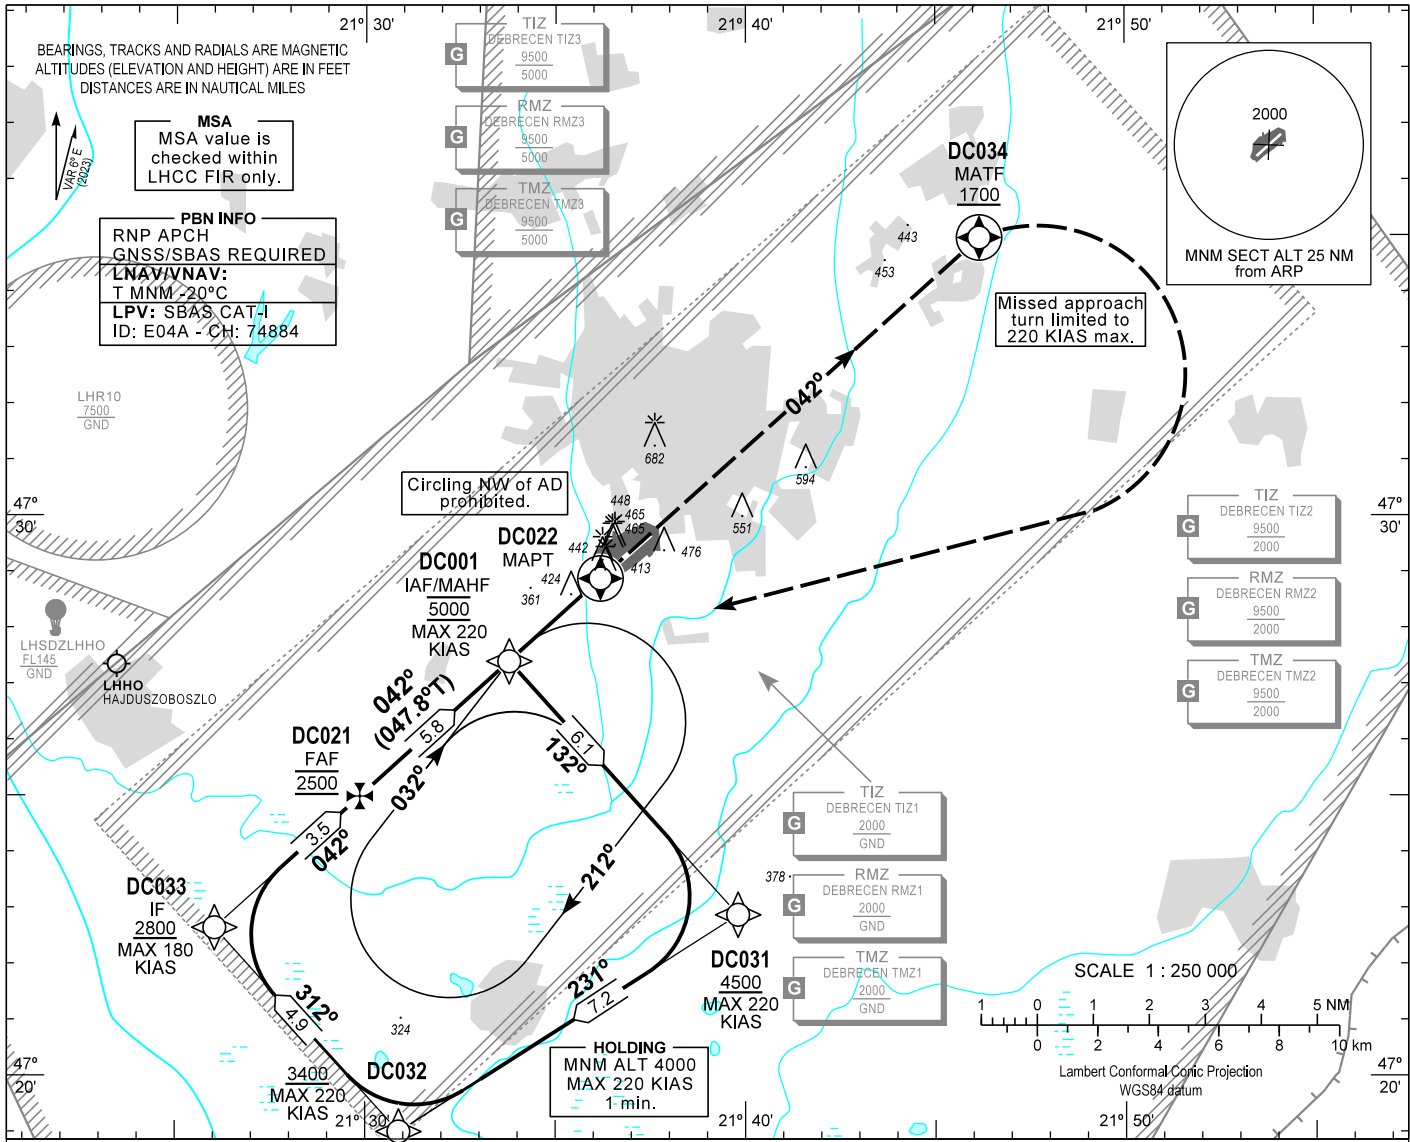 21° 30'
21° 40'
21° 50'
BEARINGS, TRACKS AND RADIALS ARE MAGNETIC
ALTITUDES (ELEVATION AND HEIGHT) ARE IN FEET
DISTANCES ARE IN NAUTICAL MILES
VAR 6° E
(2023)
MSA
MSA value is
checked within
LHCC FIR only.
PBN INFO
RNP APCH
GNSS/SBAS REQUIRED
LNAV/VNAV:
T MNM -20°C
LPV: SBAS CAT-I
ID: E04A - CH: 74884
G
TIZ
DEBRECEN TIZ3
9500
5000
G
RMZ
DEBRECEN RMZ3
9500
5000
G
TMZ
DEBRECEN TMZ3
9500
5000
DC034
MATF
1700
443
453
2000
MNM SECT ALT 25 NM
from ARP
Missed approach
turn limited to
220 KIAS max.
LHR10
7500
GND
042°
682
594
551
Circling NW of AD
prohibited.
448
465
465
442
476
413
424
361
DC022
MAPT
DC001
IAF/MAHF
5000
MAX 220
KIAS
47°
30'
47°
30'
G
TIZ
DEBRECEN TIZ2
9500
2000
G
RMZ
DEBRECEN RMZ2
9500
2000
G
TMZ
DEBRECEN TMZ2
9500
2000
LHSDZLHHO
FL145
GND
LHHO
HAJDUSZOBOSZLO
042°
(047.8°T)
5.8
032°
6.1
132°
DC021
FAF
2500
3.5
042°
212°
G
TIZ
DEBRECEN TIZ1
2000
GND
378
G
RMZ
DEBRECEN RMZ1
2000
GND
G
TMZ
DEBRECEN TMZ1
2000
GND
DC033
IF
2800
MAX 180
KIAS
312°
4.9
324
231°
7.2
DC031
4500
MAX 220
KIAS
DC032
3400
MAX 220
KIAS
HOLDING
MNM ALT 4000
MAX 220 KIAS
1 min.
SCALE 1 : 250 000
1 0 1 2 3 4 5 NM
0 2 4 6 8 10 km
Lambert Conformal Conic Projection
WGS84 datum
47°
20'
47°
20'
21° 30'
21° 40'
21° 50'